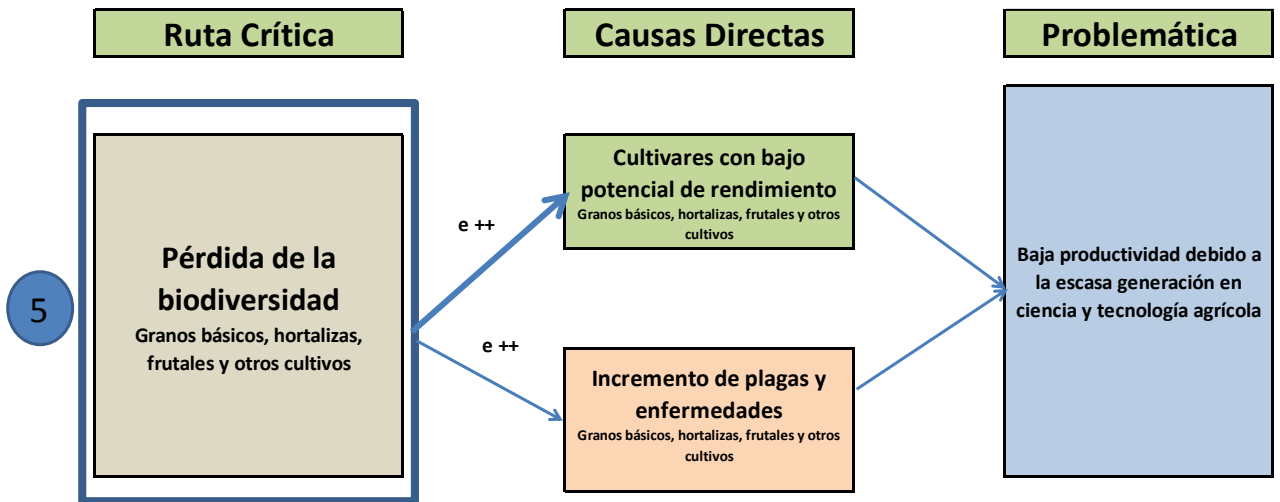 Ruta Crítica
Causas Directas
Problemática
5
Pérdida de la
biodiversidad
Granos básicos, hortalizas,
frutales y otros cultivos
e ++
e ++
Cultivares con bajo
potencial de rendimiento
Granos básicos, hortalizas, frutales y otros
cultivos
Incremento de plagas y
enfermedades
Granos básicos, hortalizas, frutales y otros
cultivos
Baja productividad debido a
la escasa generación en
ciencia y tecnología agrícola